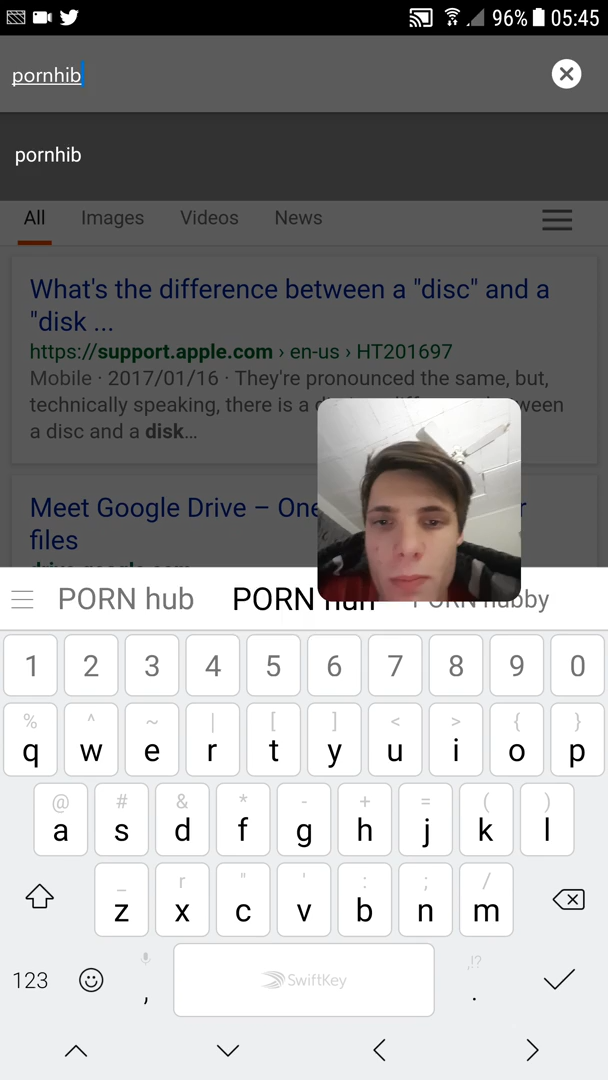 96% 05:45
pornhib
pornhib
All Images Videos News
What's the difference between a "disc" and a
"disk ...
https://support.apple.com › en-us › HT201697
Mobile · 2017/01/16 · They're pronounced the same, but,
technically speaking, there is a
a disc and a disk...
Meet Google Drive – One
files
PORN hub PORN
1 2 3 4 5 6 7 8 9 0
% ^ ~ | [ ] < > { }
q w e r t y u i o p
@ # & * - + = ( )
a s d f g h j k l
_ r " ' : ; /
z x c v b n m
,!?
123 , SwiftKey .